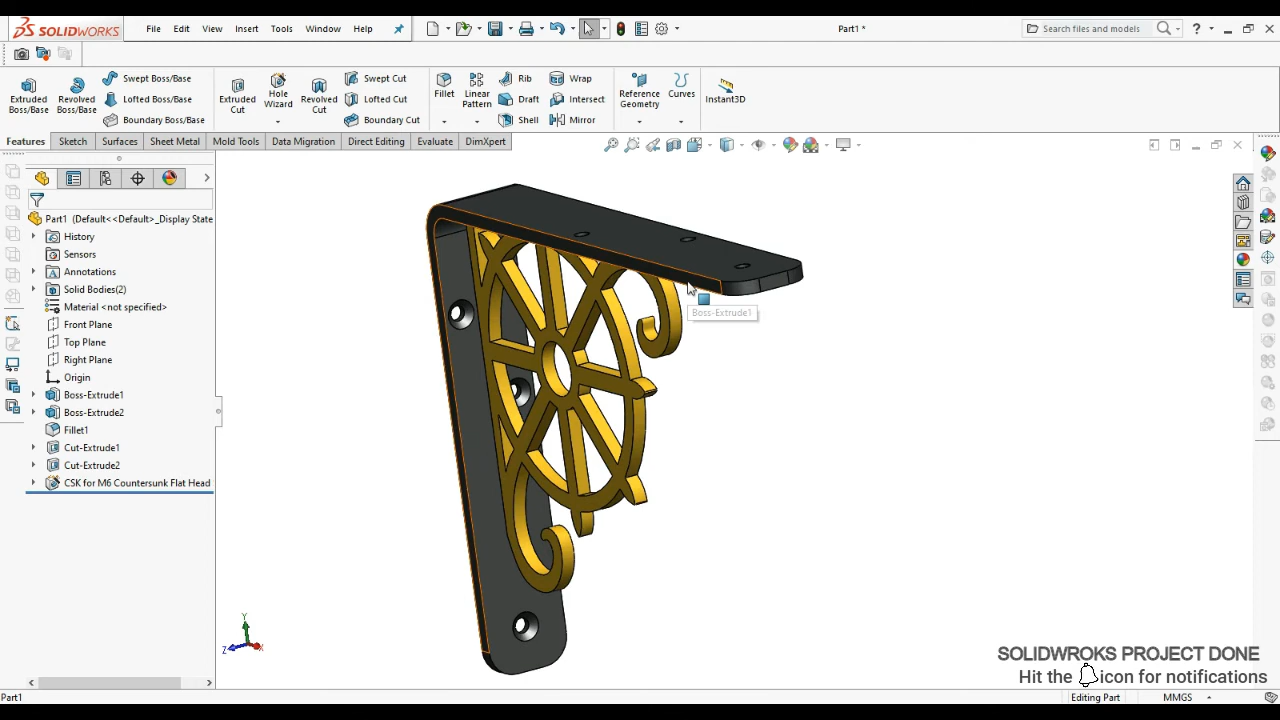 SOLIDWORKS
File Edit View Insert Tools Window Help
Part1 *
Search files and models
Extruded Boss/Base
Revolved Boss/Base
Swept Boss/Base
Lofted Boss/Base
Boundary Boss/Base
Extruded Cut
Hole Wizard
Revolved Cut
Swept Cut
Lofted Cut
Boundary Cut
Fillet
Linear Pattern
Rib
Draft
Shell
Wrap
Intersect
Mirror
Reference Geometry
Curves
Instant3D
Features Sketch Surfaces Sheet Metal Mold Tools Data Migration Direct Editing Evaluate DimXpert
Part1 (Default<<Default>_Display State
History
Sensors
Annotations
Solid Bodies(2)
Material <not specified>
Front Plane
Top Plane
Right Plane
Origin
Boss-Extrude1
Boss-Extrude2
Fillet1
Cut-Extrude1
Cut-Extrude2
CSK for M6 Countersunk Flat Head
Boss-Extrude1
Y
Z
X
SOLIDWROKS PROJECT DONE
Hit the icon for notifications
Part1
Editing Part
MMGS